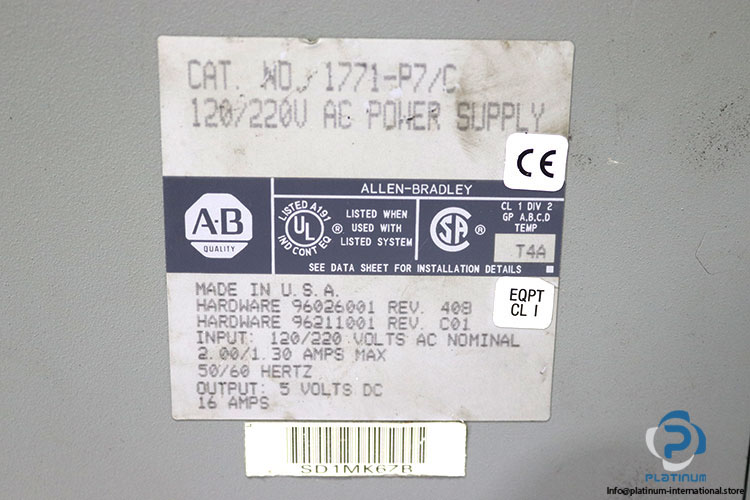 CAT. NO. 1771-P7/C
120/220V AC POWER SUPPLY
CE
ALLEN-BRADLEY
A-B
QUALITY
LISTED A191
UL ®
IND CONT EQ
LISTED WHEN
USED WITH
LISTED SYSTEM
SA ®
CL 1 DIV 2
GP A,B,C,D
TEMP
T4A
SEE DATA SHEET FOR INSTALLATION DETAILS
EQPT
CL I
MADE IN U.S.A.
HARDWARE 96026001 REV. 40B
HARDWARE 96211001 REV. C01
INPUT: 120/220 VOLTS AC NOMINAL
2.00/1.30 AMPS MAX
50/60 HERTZ
OUTPUT: 5 VOLTS DC
16 AMPS
SD1MK67B
PLATINUM
Info@platinum-international.store